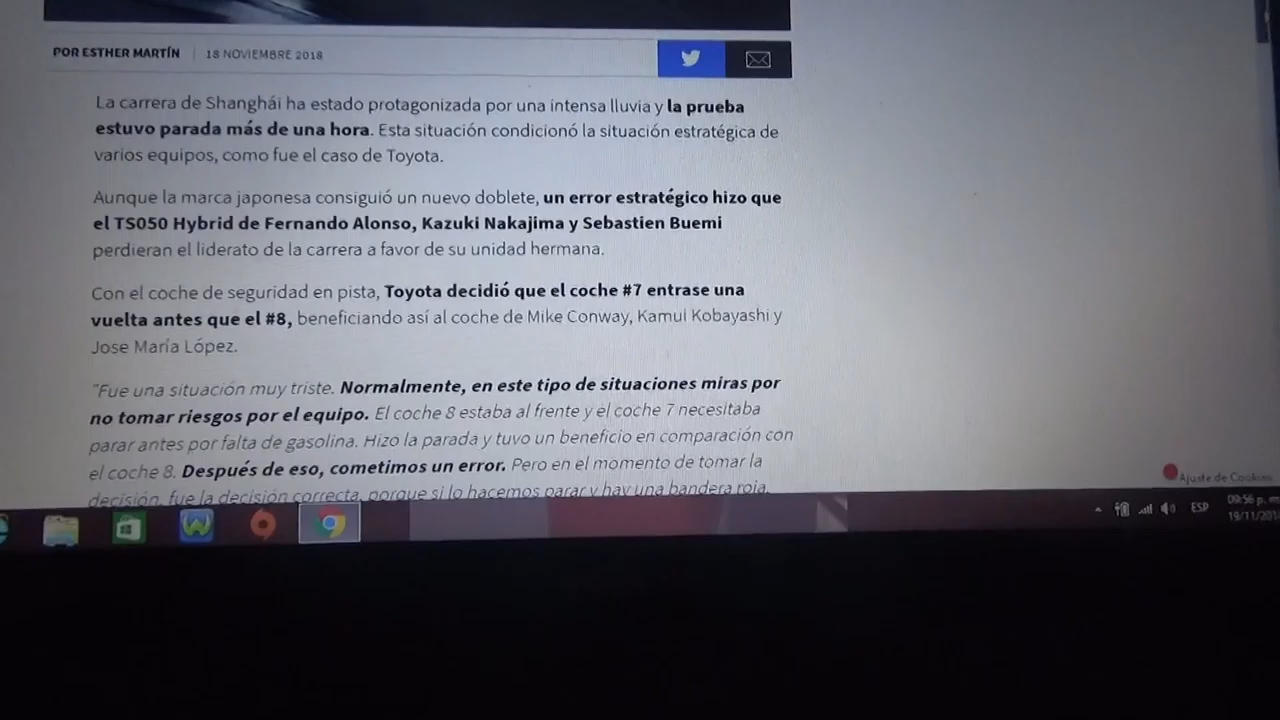 POR ESTHER MARTÍN 18 NOVIEMBRE 2018
La carrera de Shanghái ha estado protagonizada por una intensa lluvia y la prueba
estuvo parada más de una hora. Esta situación condicionó la situación estratégica de
varios equipos, como fue el caso de Toyota.
Aunque la marca japonesa consiguió un nuevo doblete, un error estratégico hizo que
el TS050 Hybrid de Fernando Alonso, Kazuki Nakajima y Sebastien Buemi
perdieran el liderato de la carrera a favor de su unidad hermana.
Con el coche de seguridad en pista, Toyota decidió que el coche #7 entrase una
vuelta antes que el #8, beneficiando así al coche de Mike Conway, Kamui Kobayashi y
Jose María López.
"Fue una situación muy triste. Normalmente, en este tipo de situaciones miras por
no tomar riesgos por el equipo. El coche 8 estaba al frente y el coche 7 necesitaba
parar antes por falta de gasolina. Hizo la parada y tuvo un beneficio en comparación con
el coche 8. Después de eso, cometimos un error. Pero en el momento de tomar la
decisión, fue la decisión correcta, porque si lo hacemos parar y hay una bandera roja,
Ajuste de Cookies
ESP
09:56 p.
19/11/201